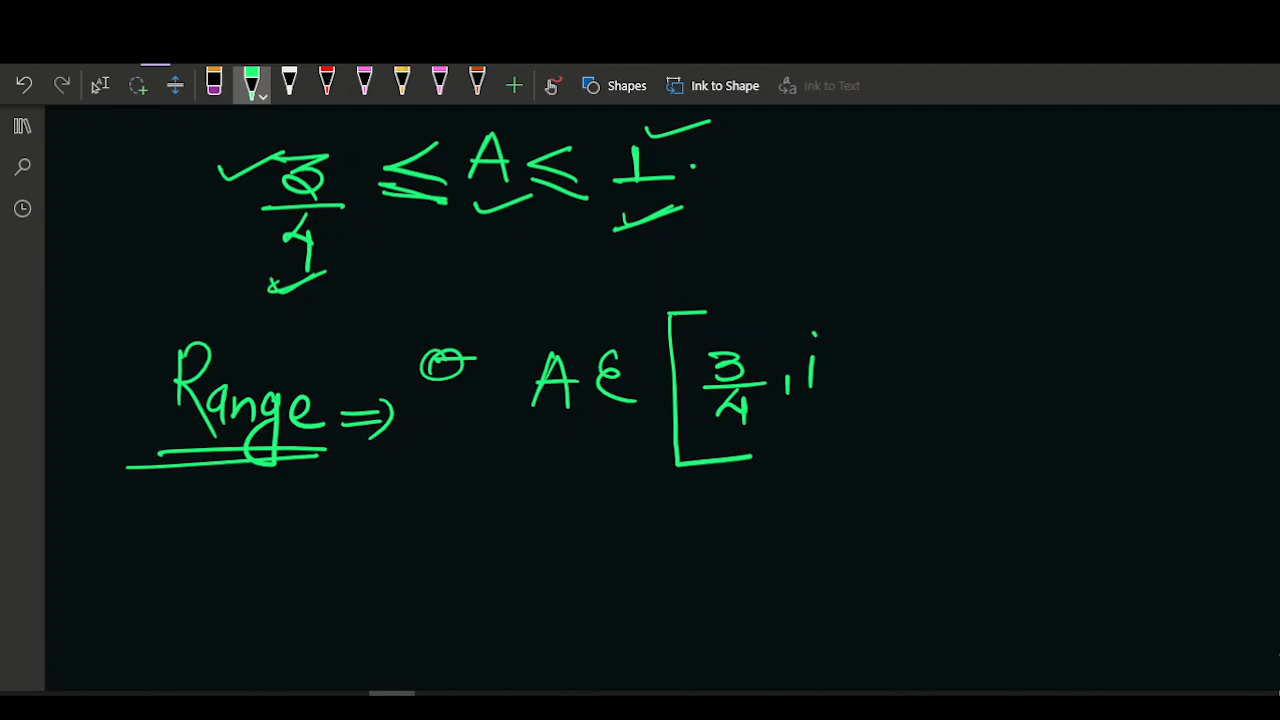 Shapes Ink to Shape Ink to Text
3/4 ≤ A ≤ 1.
Range ⇒ A ∈ [3/4, 1